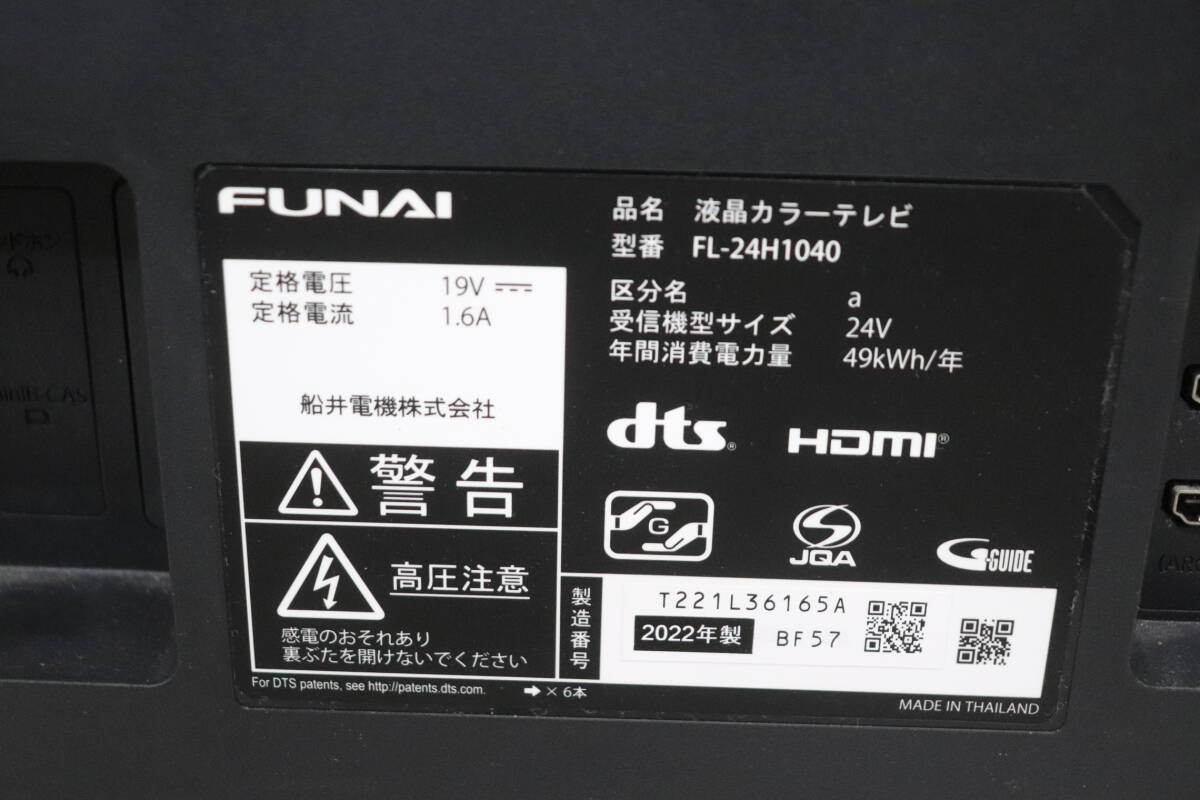 FUNAI
品名 液晶カラーテレビ
型番 FL-24H1040
定格電圧 19V
定格電流 1.6A
船井電機株式会社
区分名 a
受信機型サイズ 24V
年間消費電力量 49kWh/年
dts®
HDMI®
G
JQA
G-GUIDE
警告
高圧注意
感電のおそれあり
裏ぶたを開けないでください
製造番号
T221L36165A
2022年製 BF57
For DTS patents, see http://patents.dts.com.
➡ × 6本
MADE IN THAILAND